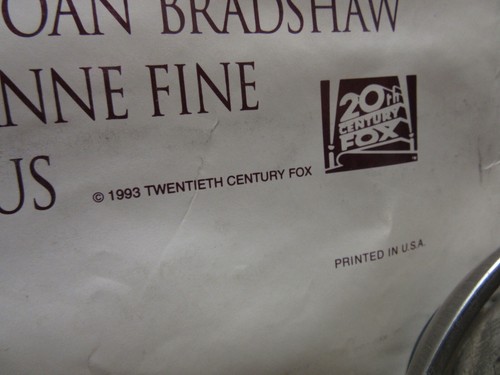 OAN BRADSHAW
NNE FINE
US
© 1993 TWENTIETH CENTURY FOX
20th
CENTURY
FOX
PRINTED IN U.S.A.